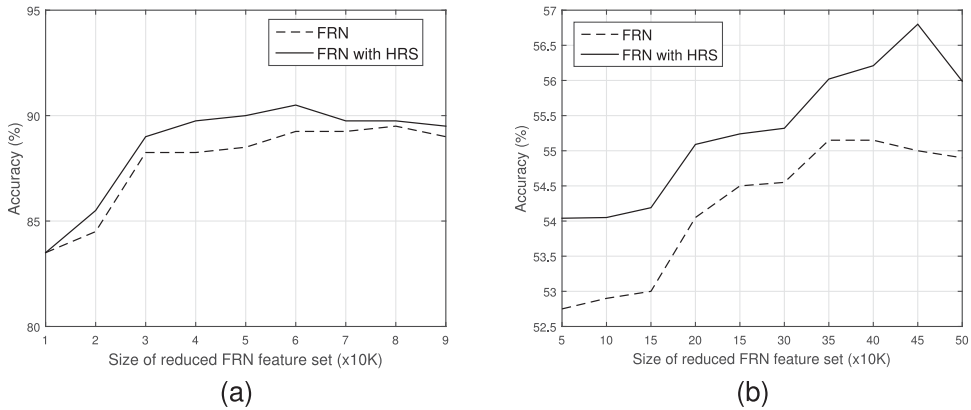 95
90
85
80
Accuracy (%)
FRN
FRN with HRS
1 2 3 4 5 6 7 8 9
Size of reduced FRN feature set (x10K)
(a)
57
56.5
56
55.5
55
54.5
54
53.5
53
52.5
Accuracy (%)
FRN
FRN with HRS
5 10 15 20 15 30 35 40 45 50
Size of reduced FRN feature set (x10K)
(b)